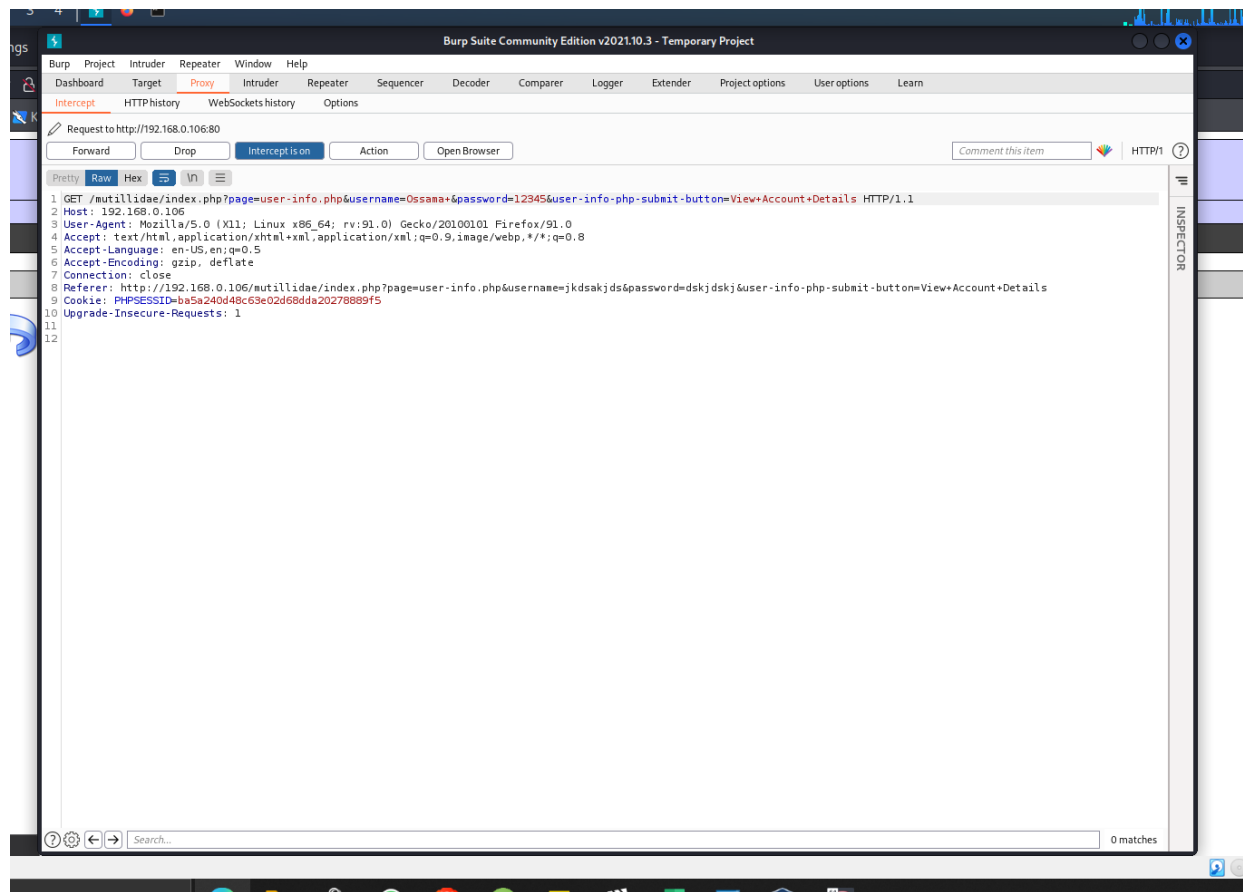 3 4
ngs
K
Burp Suite Community Edition v2021.10.3 - Temporary Project
Burp Project Intruder Repeater Window Help
Dashboard Target Proxy Intruder Repeater Sequencer Decoder Comparer Logger Extender Project options User options Learn
Intercept HTTP history WebSockets history Options
Request to http://192.168.0.106:80
Forward Drop Intercept is on Action Open Browser Comment this item HTTP/1 ?
Pretty Raw Hex \n
INSPECTOR
1 GET /mutillidae/index.php?page=user-info.php&username=Ossama+&password=12345&user-info-php-submit-button=View+Account+Details HTTP/1.1
2 Host: 192.168.0.106
3 User-Agent: Mozilla/5.0 (X11; Linux x86_64; rv:91.0) Gecko/20100101 Firefox/91.0
4 Accept: text/html,application/xhtml+xml,application/xml;q=0.9,image/webp,*/*;q=0.8
5 Accept-Language: en-US,en;q=0.5
6 Accept-Encoding: gzip, deflate
7 Connection: close
8 Referer: http://192.168.0.106/mutillidae/index.php?page=user-info.php&username=jkdsakjds&password=dskjdskj&user-info-php-submit-button=View+Account+Details
9 Cookie: PHPSESSID=ba5a240d48c63e02d68dda20278889f5
10 Upgrade-Insecure-Requests: 1
11
12
? Search... 0 matches